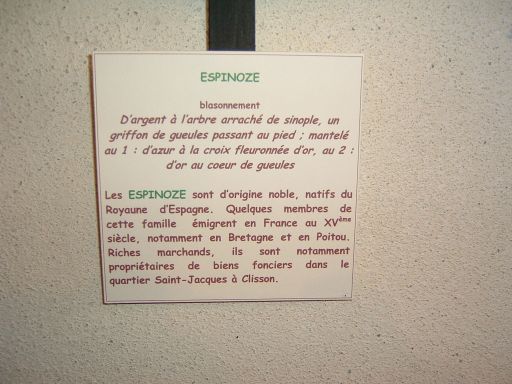 ESPINOZE
blasonnement
D'argent à l'arbre arraché de sinople, un
griffon de gueules passant au pied ; mantelé
au 1 : d'azur à la croix fleuronnée d'or, au 2 :
d'or au coeur de gueules
Les ESPINOZE sont d'origine noble, natifs du
Royaume d'Espagne. Quelques membres de
cette famille émigrent en France au XVème
siècle, notamment en Bretagne et en Poitou.
Riches marchands, ils sont notamment
propriétaires de biens fonciers dans le
quartier Saint-Jacques à Clisson.